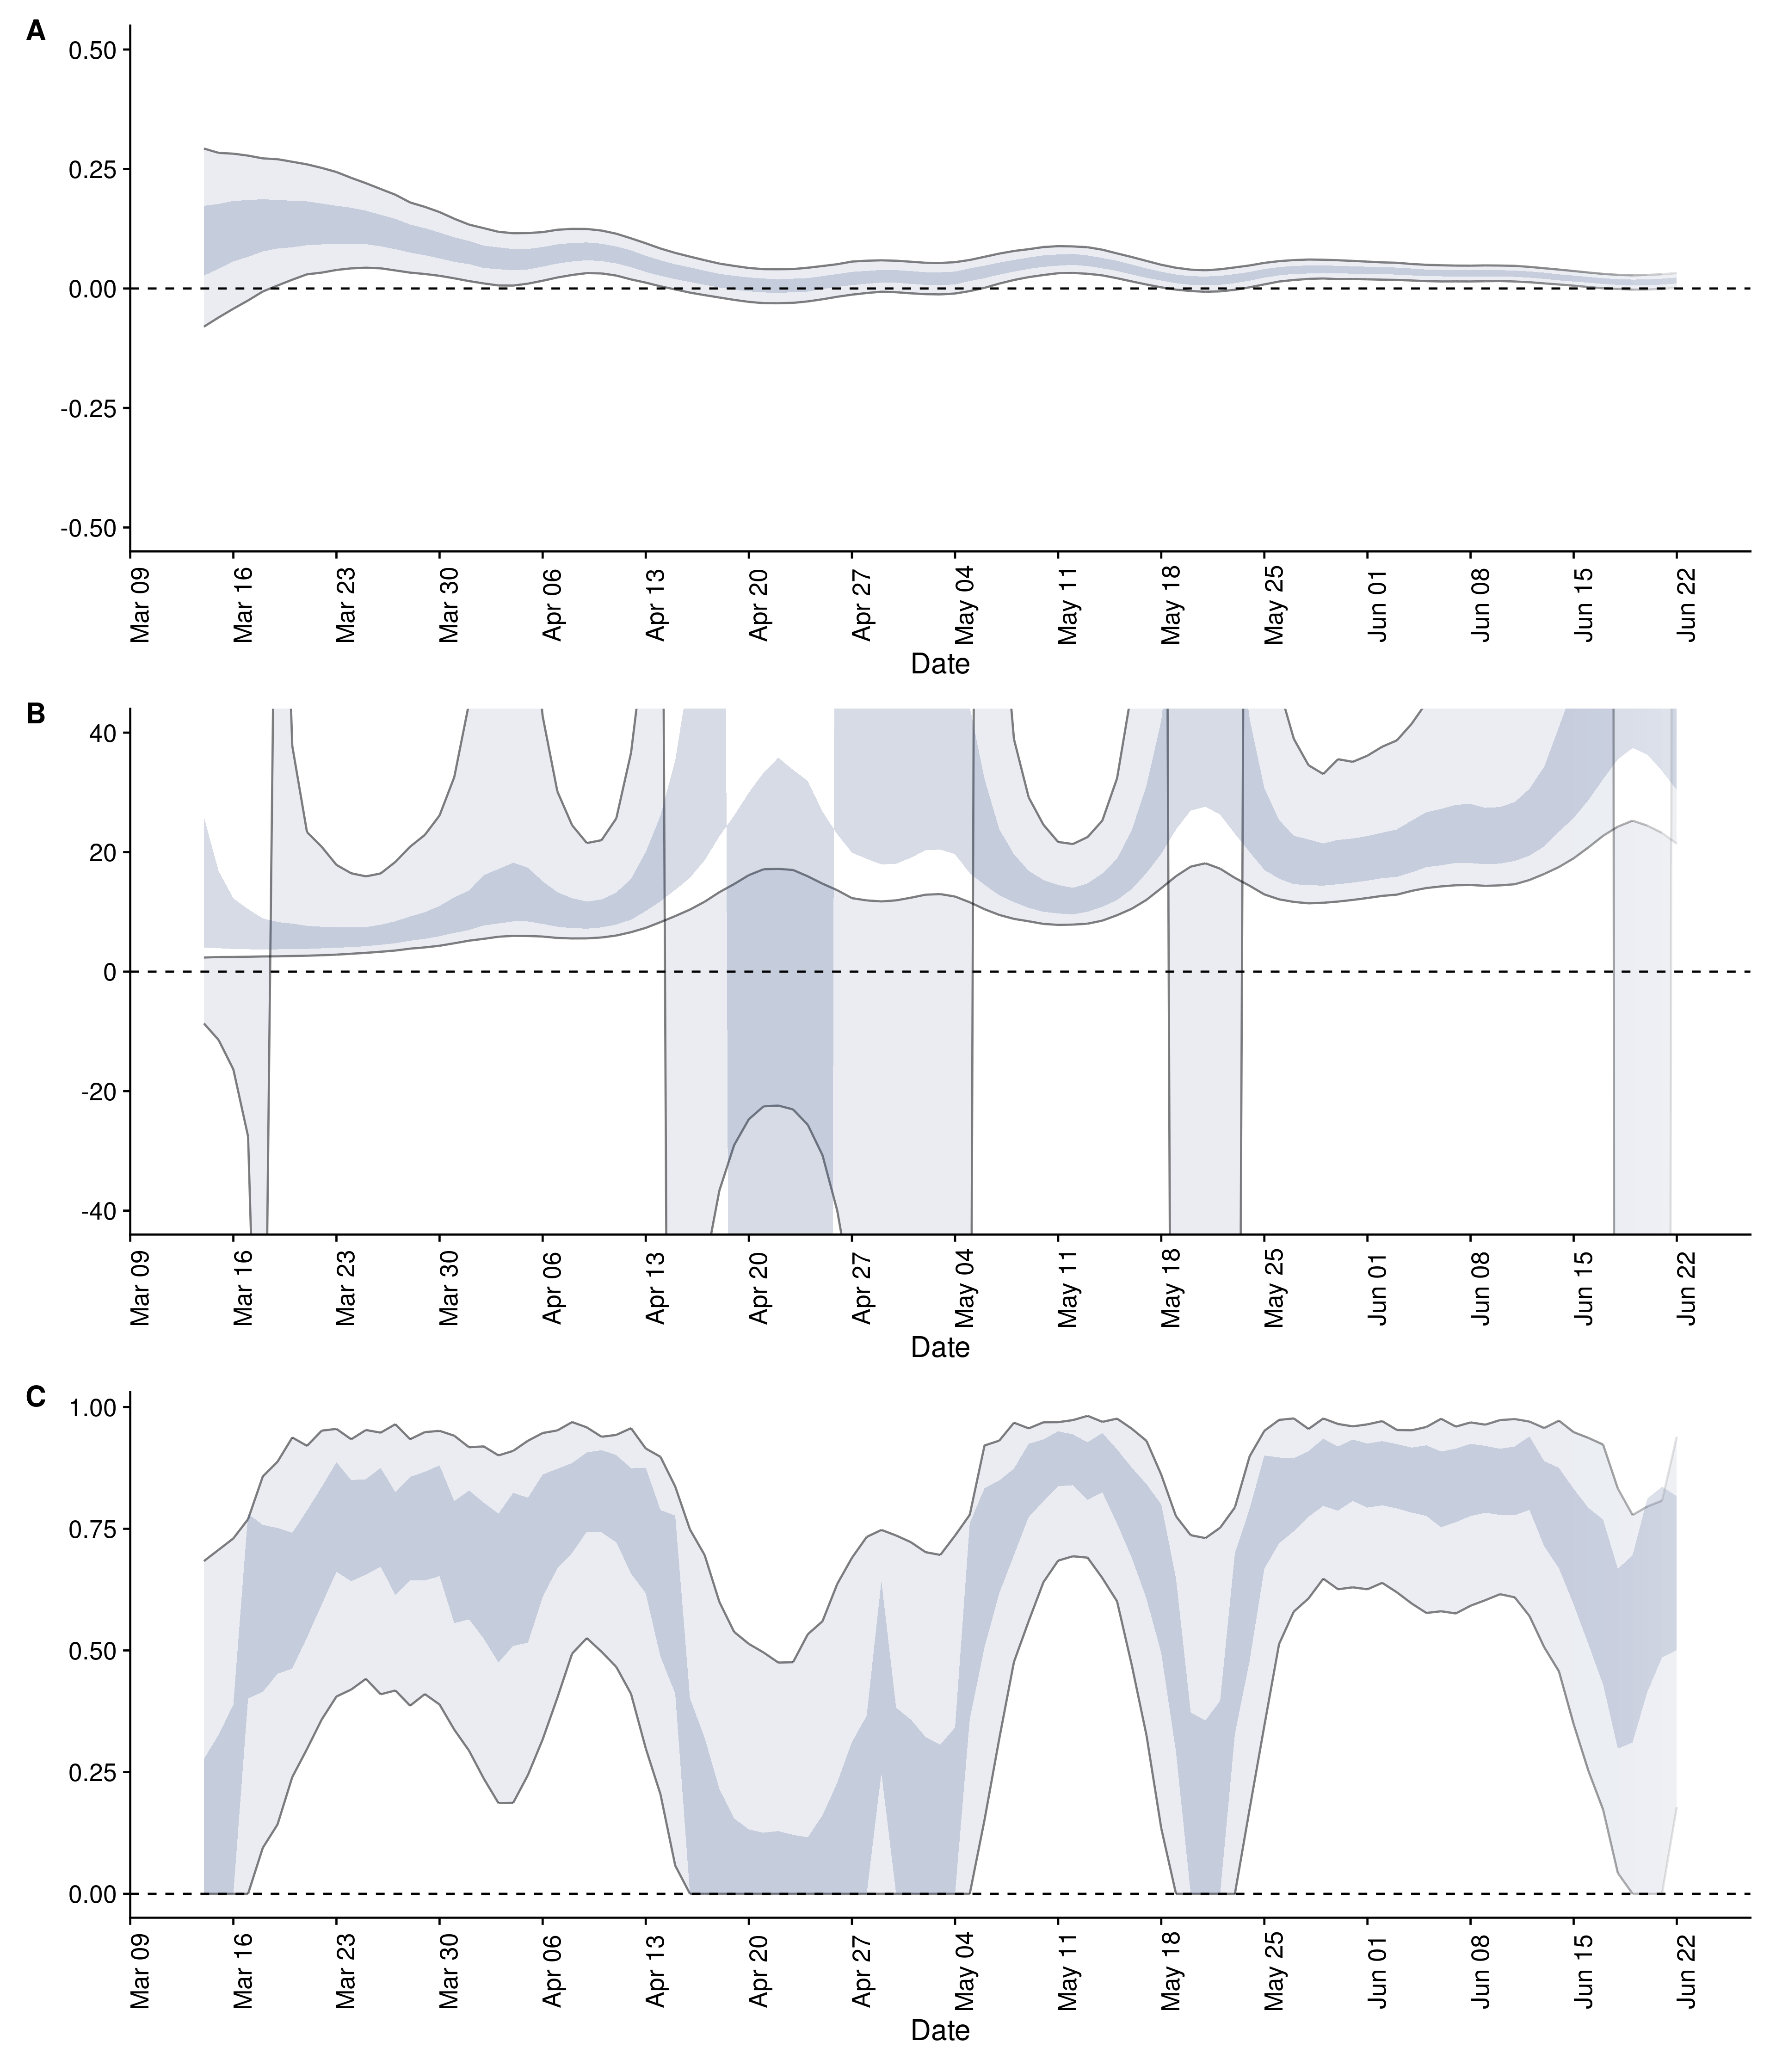 A
0.50
0.25
0.00
-0.25
-0.50
Mar 09
Mar 16
Mar 23
Mar 30
Apr 06
Apr 13
Apr 20
Apr 27
May 04
May 11
May 18
May 25
Jun 01
Jun 08
Jun 15
Jun 22
Date
B
40
20
0
-20
-40
Mar 09
Mar 16
Mar 23
Mar 30
Apr 06
Apr 13
Apr 20
Apr 27
May 04
May 11
May 18
May 25
Jun 01
Jun 08
Jun 15
Jun 22
Date
C
1.00
0.75
0.50
0.25
0.00
Mar 09
Mar 16
Mar 23
Mar 30
Apr 06
Apr 13
Apr 20
Apr 27
May 04
May 11
May 18
May 25
Jun 01
Jun 08
Jun 15
Jun 22
Date